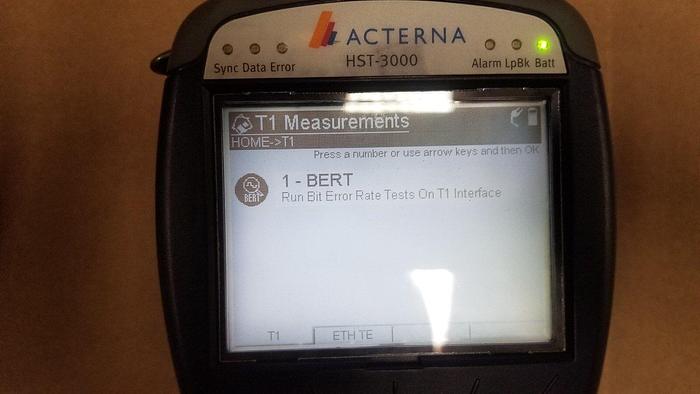 ACTERNA
Sync Data Error
HST-3000
Alarm LpBk Batt
T1 Measurements
HOME->T1
Press a number or use arrow keys and then OK
1 - BERT
Run Bit Error Rate Tests On T1 Interface
BERT
T1
ETH TE